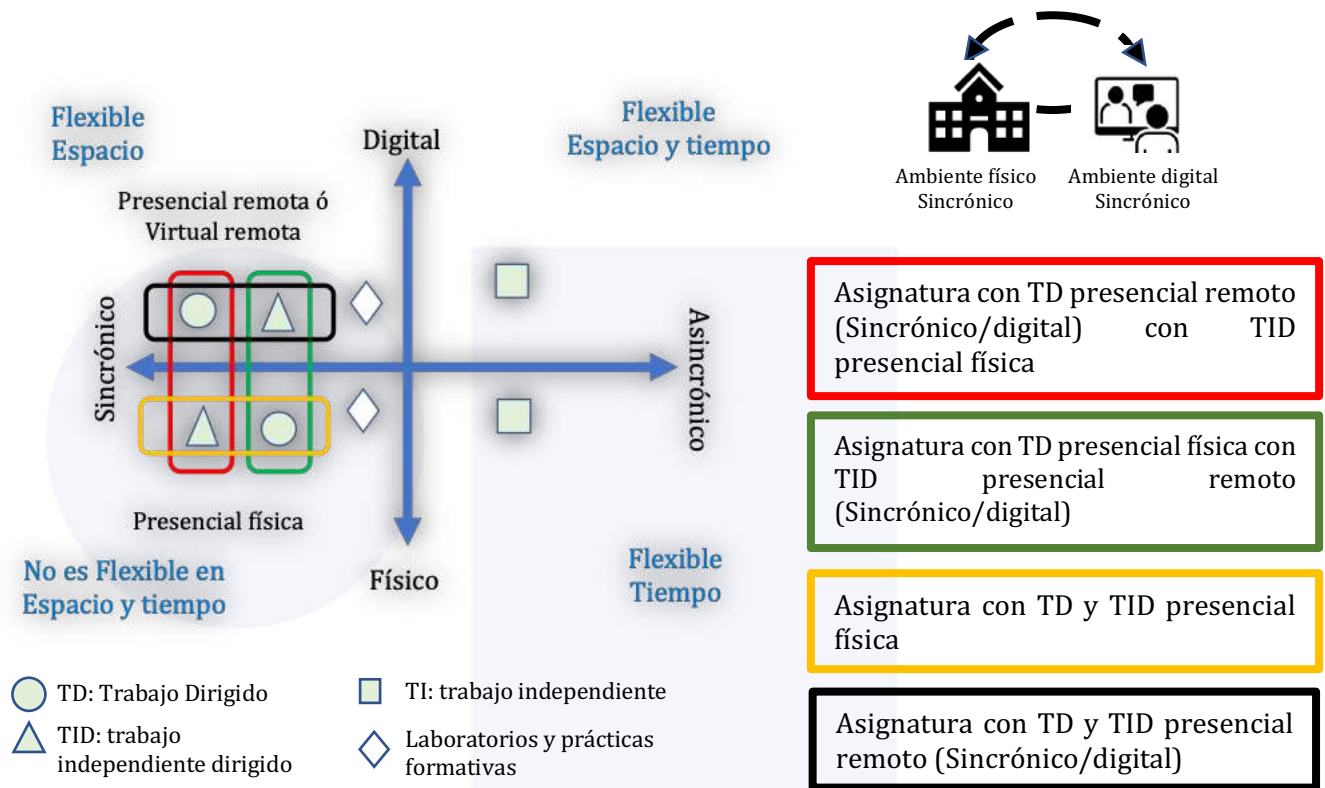 Flexible
Espacio
Digital
Flexible
Espacio y tiempo
Ambiente físico
Sincrónico
Ambiente digital
Sincrónico
Presencial remota ó
Virtual remota
Sincrónico
Asincrónico
Presencial física
No es Flexible en
Espacio y tiempo
Físico
Flexible
Tiempo
Asignatura con TD presencial remoto
(Sincrónico/digital) con TID
presencial física
Asignatura con TD presencial física con
TID presencial remoto
(Sincrónico/digital)
Asignatura con TD y TID presencial
física
Asignatura con TD y TID presencial
remoto (Sincrónico/digital)
TD: Trabajo Dirigido
TID: trabajo
independiente dirigido
TI: trabajo independiente
Laboratorios y prácticas
formativas